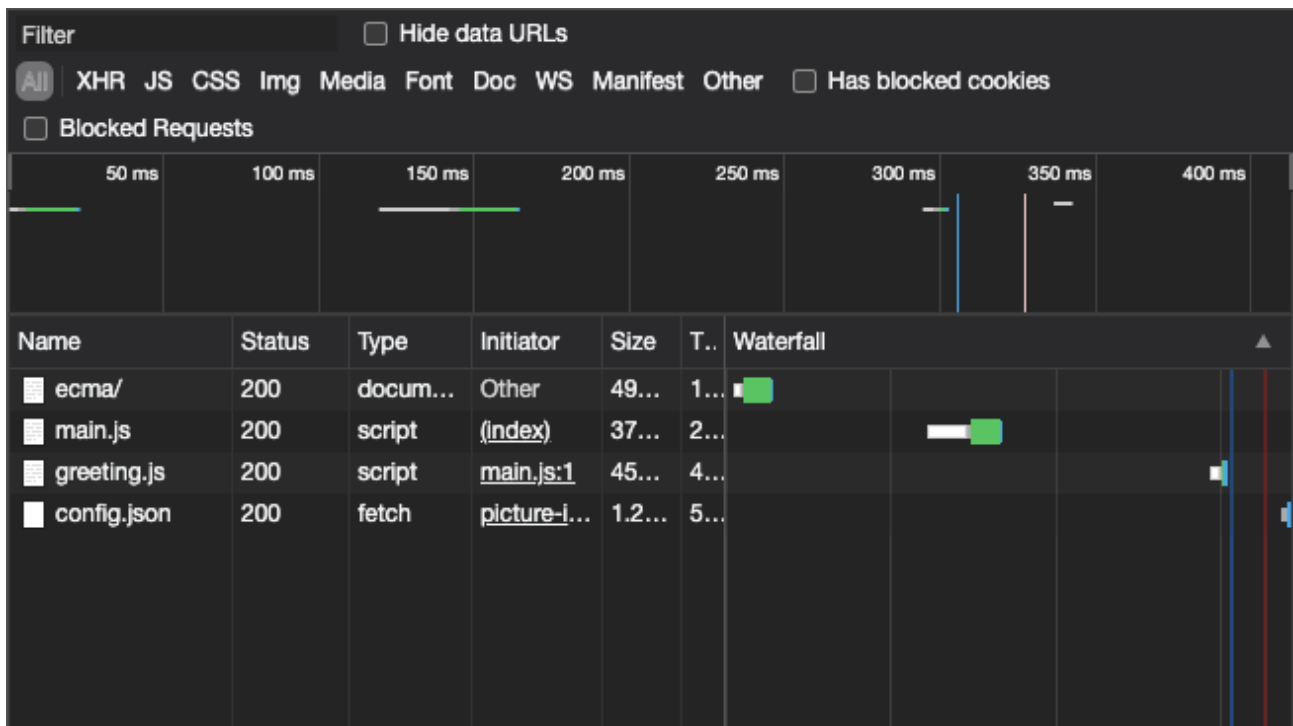 Filter Hide data URLs
All XHR JS CSS Img Media Font Doc WS Manifest Other Has blocked cookies
Blocked Requests
50 ms 100 ms 150 ms 200 ms 250 ms 300 ms 350 ms 400 ms
Name Status Type Initiator Size T.. Waterfall
ecma/ 200 docum... Other 49... 1...
main.js 200 script (index) 37... 2...
greeting.js 200 script main.js:1 45... 4...
config.json 200 fetch picture-i... 1.2... 5...